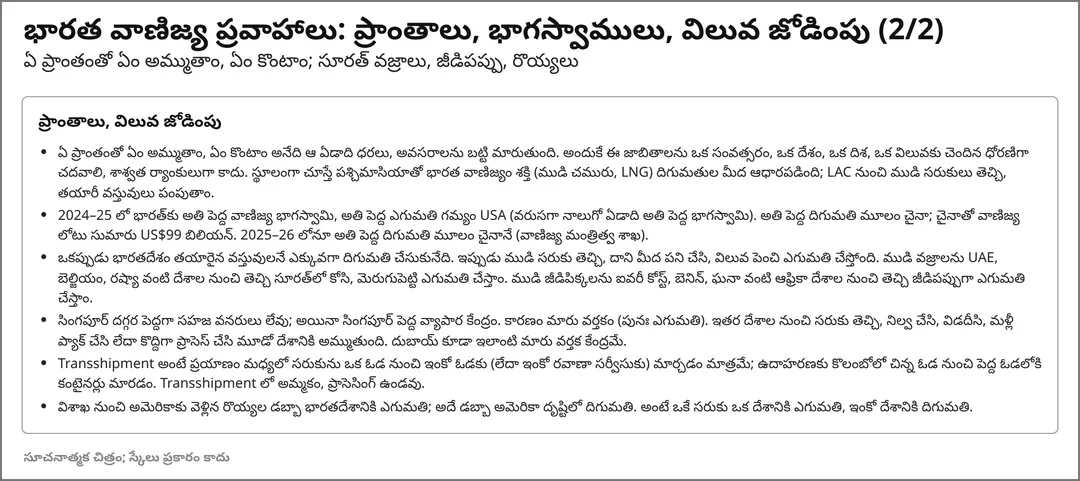 భారత వాణిజ్య ప్రవాహాలు: ప్రాంతాలు, భాగస్వాములు, విలువ జోడింపు (2/2)
ఏ ప్రాంతంతో ఏం అమ్ముతాం, ఏం కొంటాం; సూరత్ వజ్రాలు, జీడిపప్పు, రొయ్యలు
ప్రాంతాలు, విలువ జోడింపు
• ఏ ప్రాంతంతో ఏం అమ్ముతాం, ఏం కొంటాం అనేది ఆ ఏడాది ధరలు, అవసరాలను బట్టి మారుతుంది. అందుకే ఈ జాబితాలను ఒక సంవత్సరం, ఒక దేశం, ఒక దిశ, ఒక విలువకు చెందిన ధోరణిగా
చదవాలి, శాశ్వత ర్యాంకులుగా కాదు. స్థూలంగా చూస్తే పశ్చిమాసియాతో భారత వాణిజ్యం శక్తి (ముడి చమురు, LNG) దిగుమతుల మీద ఆధారపడింది; LAC నుంచి ముడి సరుకులు తెచ్చి,
తయారీ వస్తువులు పంపుతాం.
• 2024–25 లో భారత్‌కు అతి పెద్ద వాణిజ్య భాగస్వామి, అతి పెద్ద ఎగుమతి గమ్యం USA (వరుసగా నాలుగో ఏడాది అతి పెద్ద భాగస్వామి). అతి పెద్ద దిగుమతి మూలం చైనా; చైనాతో వాణిజ్య
లోటు సుమారు US$99 బిలియన్. 2025–26 లోనూ అతి పెద్ద దిగుమతి మూలం చైనానే (వాణిజ్య మంత్రిత్వ శాఖ).
• ఒకప్పుడు భారతదేశం తయారైన వస్తువులనే ఎక్కువగా దిగుమతి చేసుకునేది. ఇప్పుడు ముడి సరుకు తెచ్చి, దాని మీద పని చేసి, విలువ పెంచి ఎగుమతి చేస్తోంది. ముడి వజ్రాలను UAE,
బెల్జియం, రష్యా వంటి దేశాల నుంచి తెచ్చి సూరత్‌లో కోసి, మెరుగుపెట్టి ఎగుమతి చేస్తాం. ముడి జీడిపిక్కలను ఐవరీ కోస్ట్, బెనిన్, ఘనా వంటి ఆఫ్రికా దేశాల నుంచి తెచ్చి జీడిపప్పుగా ఎగుమతి
చేస్తాం.
• సింగపూర్ దగ్గర పెద్దగా సహజ వనరులు లేవు; అయినా సింగపూర్ పెద్ద వ్యాపార కేంద్రం. కారణం మారు వర్తకం (పునః ఎగుమతి). ఇతర దేశాల నుంచి సరుకు తెచ్చి, నిల్వ చేసి, విడదీసి, మళ్లీ
ప్యాక్ చేసి లేదా కొద్దిగా ప్రాసెస్ చేసి మూడో దేశానికి అమ్ముతుంది. దుబాయ్ కూడా ఇలాంటి మారు వర్తక కేంద్రమే.
• Transshipment అంటే ప్రయాణం మధ్యలో సరుకును ఒక ఓడ నుంచి ఇంకో ఓడకు (లేదా ఇంకో రవాణా సర్వీసుకు) మార్చడం మాత్రమే; ఉదాహరణకు కొలంబోలో చిన్న ఓడ నుంచి పెద్ద ఓడలోకి
కంటైనర్లు మారడం. Transshipment లో అమ్మకం, ప్రాసెసింగ్ ఉండవు.
• విశాఖ నుంచి అమెరికాకు వెళ్లిన రొయ్యల డబ్బా భారతదేశానికి ఎగుమతి; అదే డబ్బా అమెరికా దృష్టిలో దిగుమతి. అంటే ఒకే సరుకు ఒక దేశానికి ఎగుమతి, ఇంకో దేశానికి దిగుమతి.
సూచనాత్మక చిత్రం; స్కేలు ప్రకారం కాదు